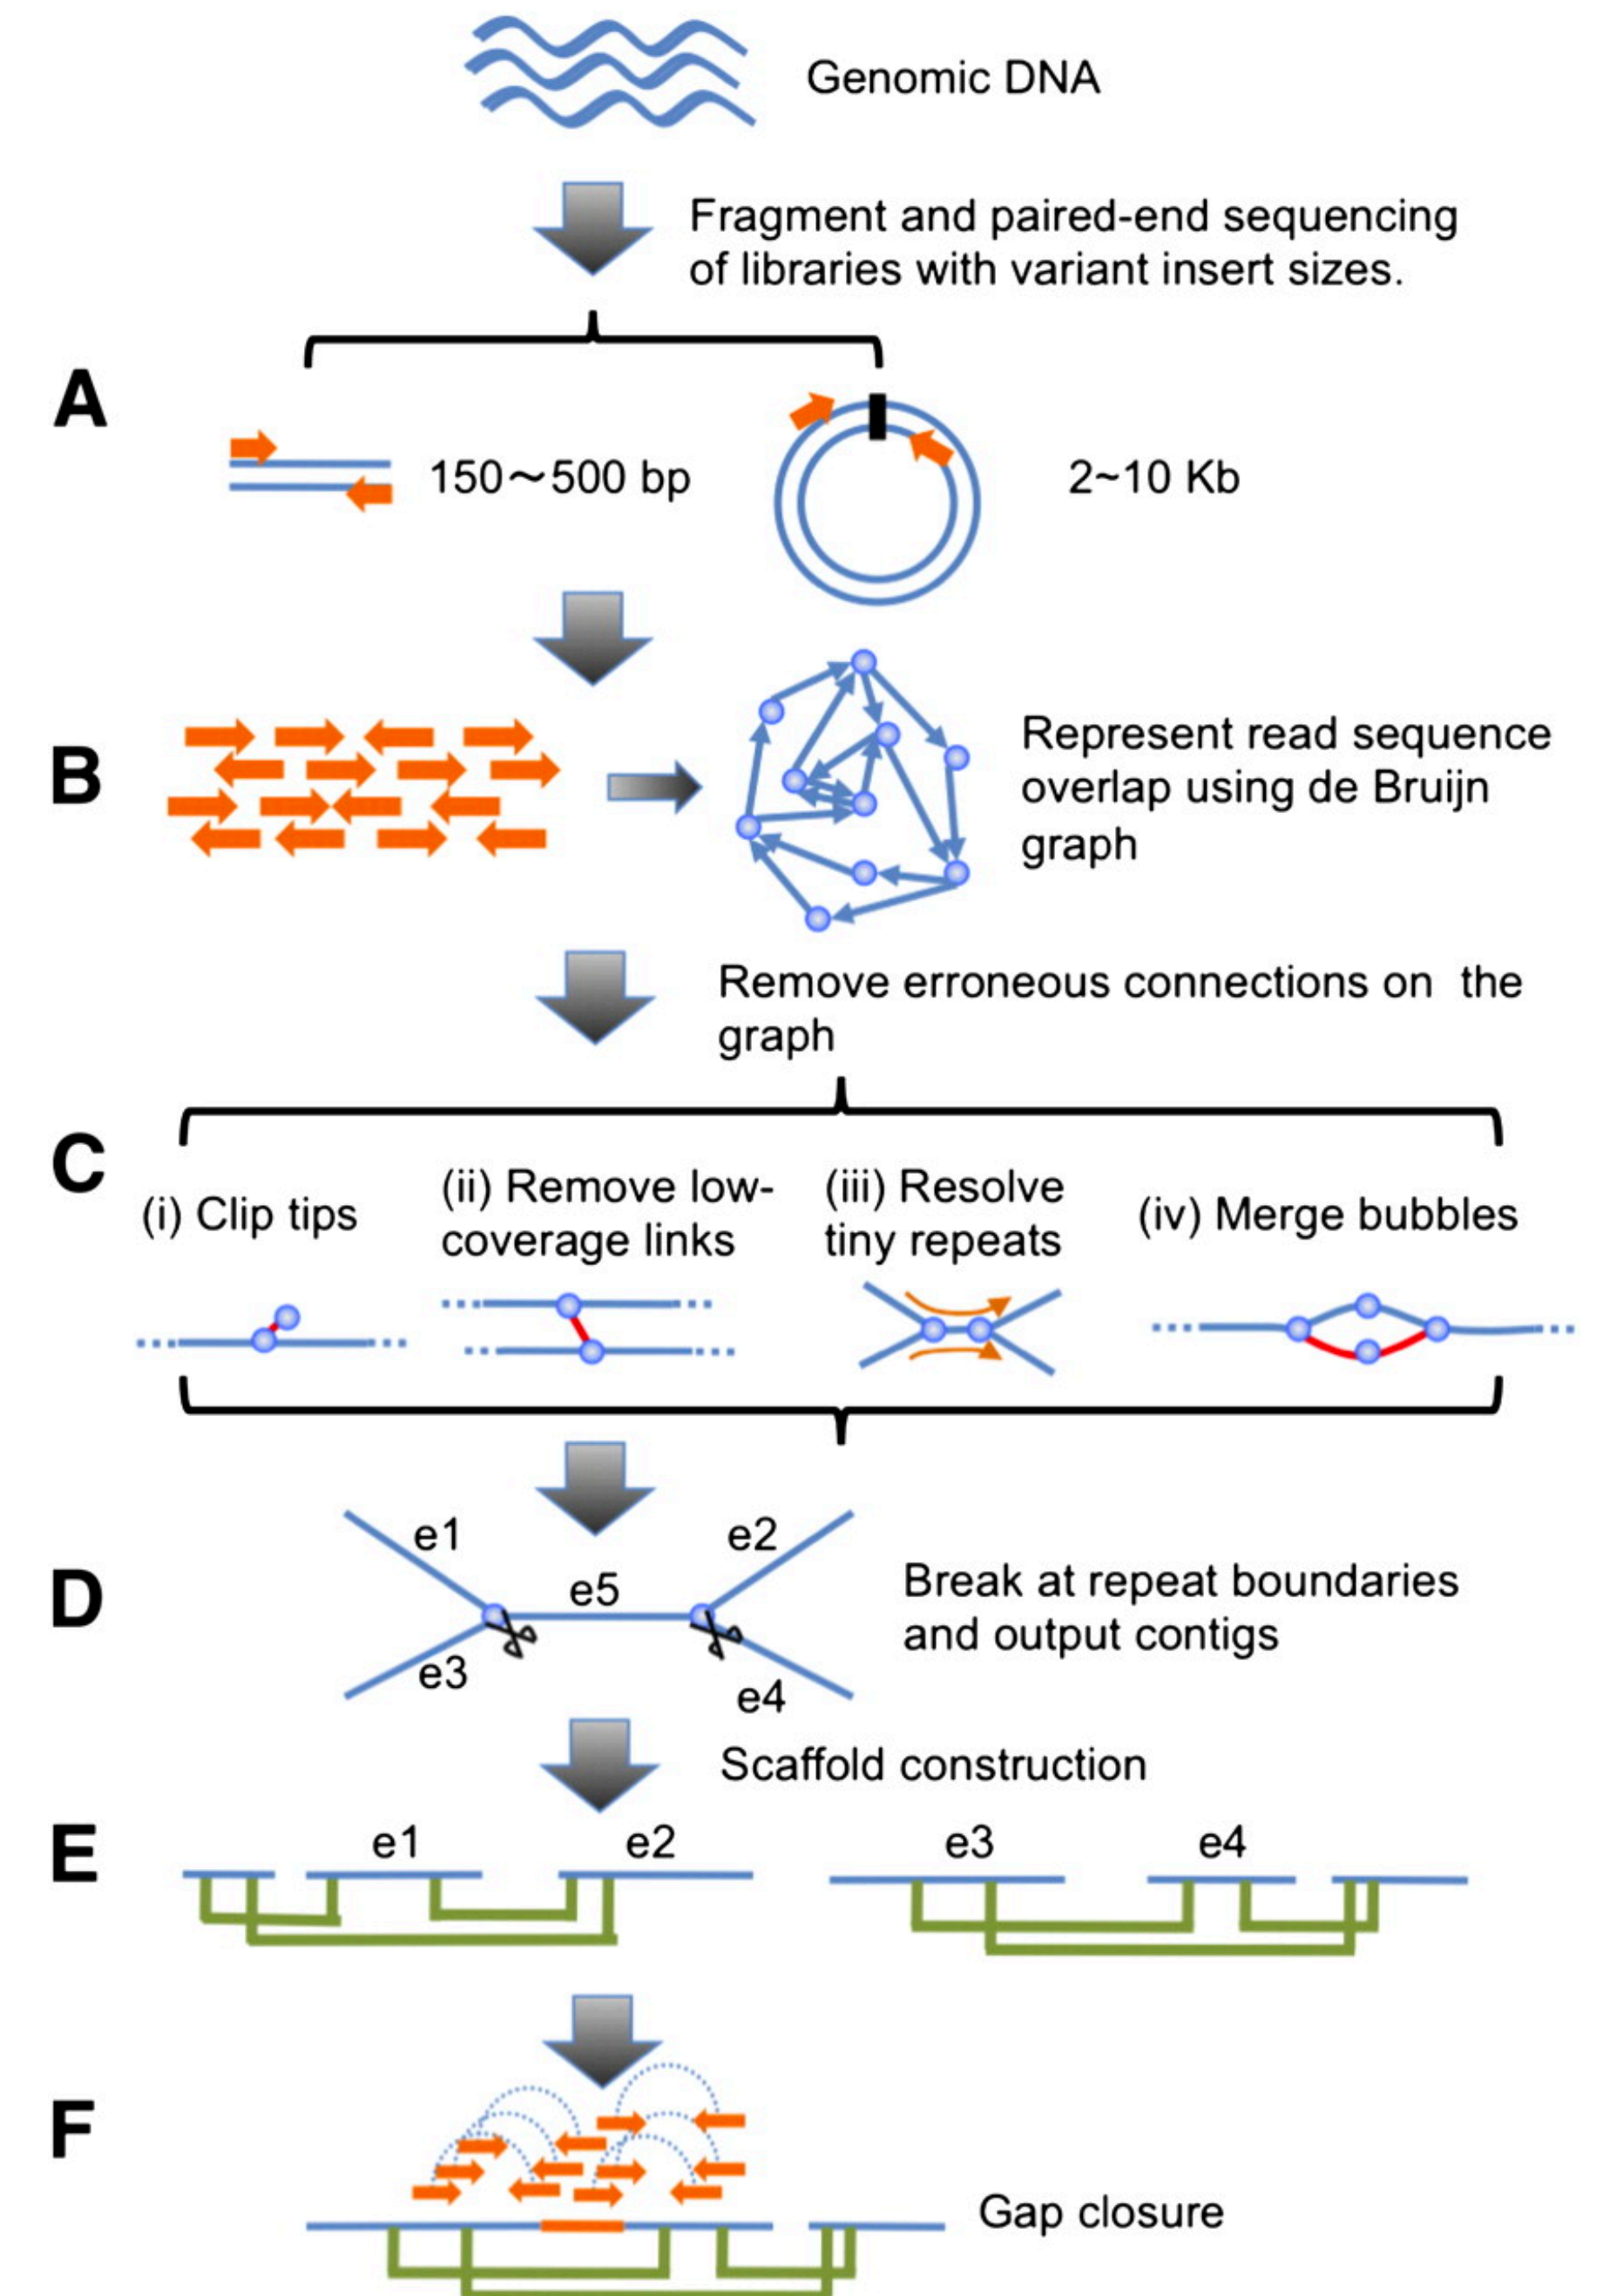 Genomic DNA
Fragment and paired-end sequencing
of libraries with variant insert sizes.
A
150~500 bp
2~10 Kb
B
Represent read sequence
overlap using de Bruijn
graph
Remove erroneous connections on the
graph
C
(i) Clip tips
(ii) Remove low-
coverage links
(iii) Resolve
tiny repeats
(iv) Merge bubbles
D
e1
e2
e5
e3
e4
Break at repeat boundaries
and output contigs
Scaffold construction
E
e1
e2
e3
e4
F
Gap closure